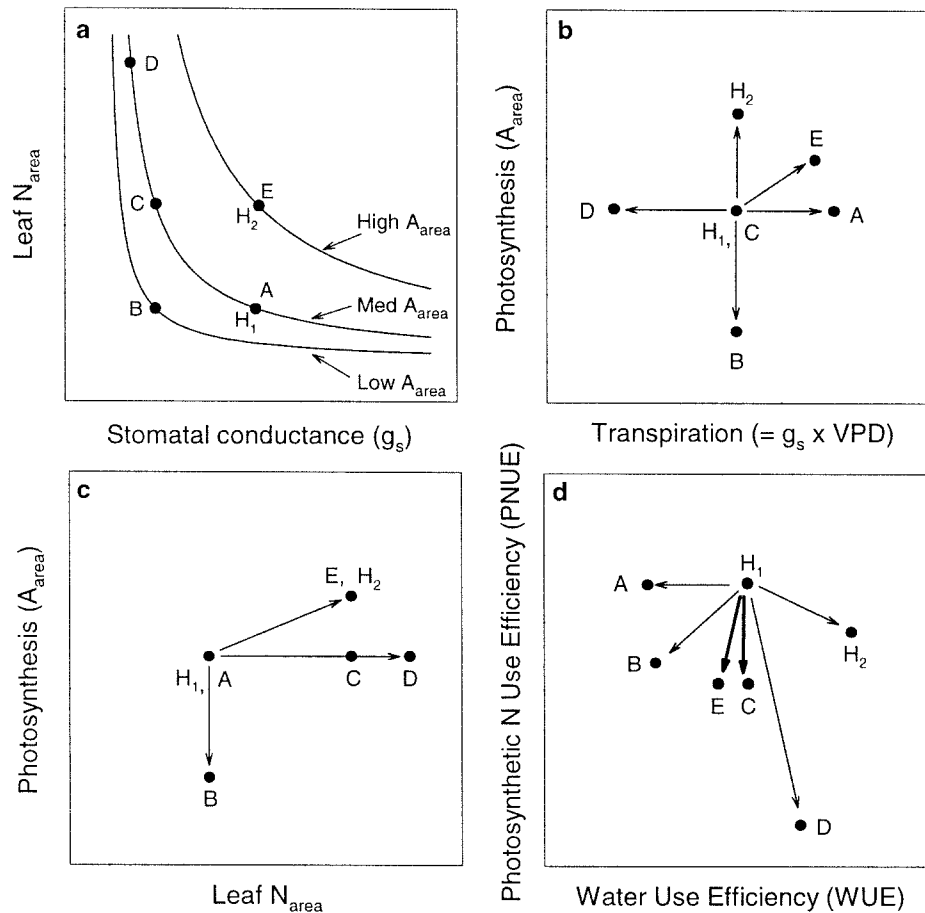 a
D
C
E
H2
High Aarea
A
H1
Med Aarea
B
Low Aarea
Leaf Narea
Stomatal conductance (gs)
b
H2
E
D
H1, C
A
B
Photosynthesis (Aarea)
Transpiration (= gs x VPD)
c
E, H2
H1, A
C
D
B
Photosynthesis (Aarea)
Leaf Narea
d
H1
A
H2
B
E
C
D
Photosynthetic N Use Efficiency (PNUE)
Water Use Efficiency (WUE)